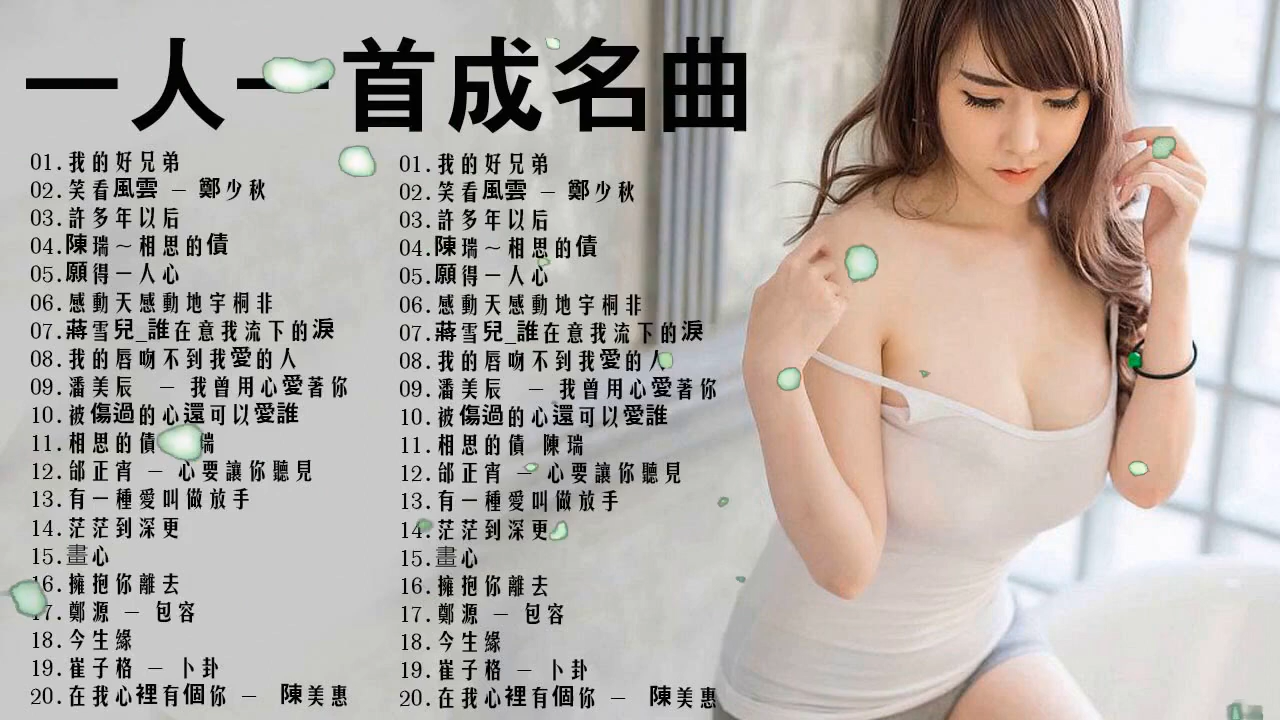 一人一首成名曲
01.我的好兄弟
02.笑看風雲 — 鄭少秋
03.許多年以后
04.陳瑞～相思的債
05.願得一人心
06.感動天感動地宇桐非
07.蔣雪兒_誰在意我流下的淚
08.我的唇吻不到我愛的人
09.潘美辰 — 我曾用心愛著你
10.被傷過的心還可以愛誰
11.相思的債 瑞
12.邰正宵 — 心要讓你聽見
13.有一種愛叫做放手
14.茫茫到深更
15.畫心
16.擁抱你離去
17.鄭源 — 包容
18.今生緣
19.崔子格 — 卜卦
20.在我心裡有個你 — 陳美惠
01.我的好兄弟
02.笑看風雲 — 鄭少秋
03.許多年以后
04.陳瑞～相思的債
05.願得一人心
06.感動天感動地宇桐非
07.蔣雪兒_誰在意我流下的淚
08.我的唇吻不到我愛的人
09.潘美辰 — 我曾用心愛著你
10.被傷過的心還可以愛誰
11.相思的債 陳瑞
12.邰正宵 — 心要讓你聽見
13.有一種愛叫做放手
14.茫茫到深更
15.畫心
16.擁抱你離去
17.鄭源 — 包容
18.今生緣
19.崔子格 — 卜卦
20.在我心裡有個你 — 陳美惠